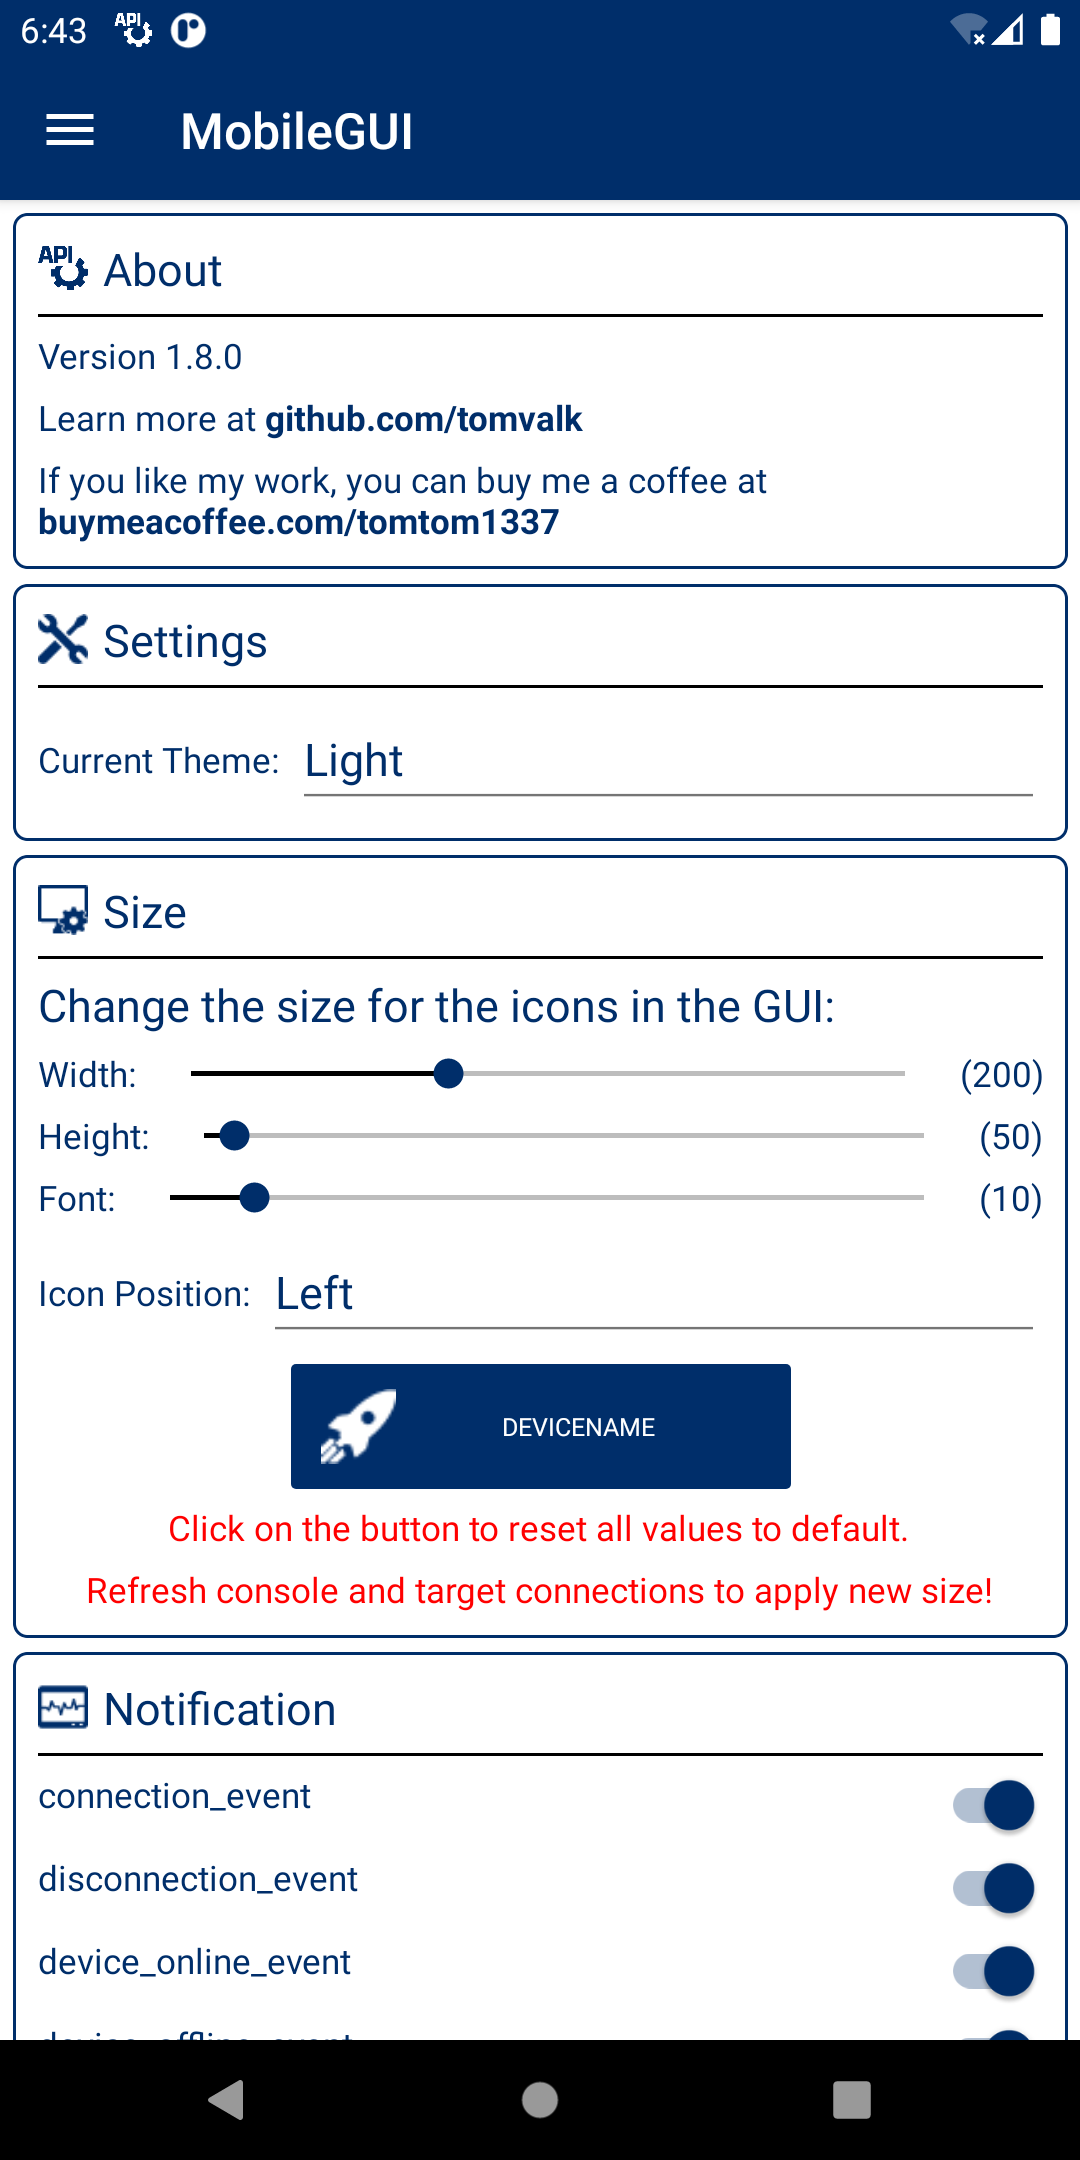 6:43 API
MobileGUI
API About
Version 1.8.0
Learn more at github.com/tomvalk
If you like my work, you can buy me a coffee at
buymeacoffee.com/tomtom1337
Settings
Current Theme: Light
Size
Change the size for the icons in the GUI:
Width: (200)
Height: (50)
Font: (10)
Icon Position: Left
DEVICENAME
Click on the button to reset all values to default.
Refresh console and target connections to apply new size!
Notification
connection_event
disconnection_event
device_online_event
device_offline_event